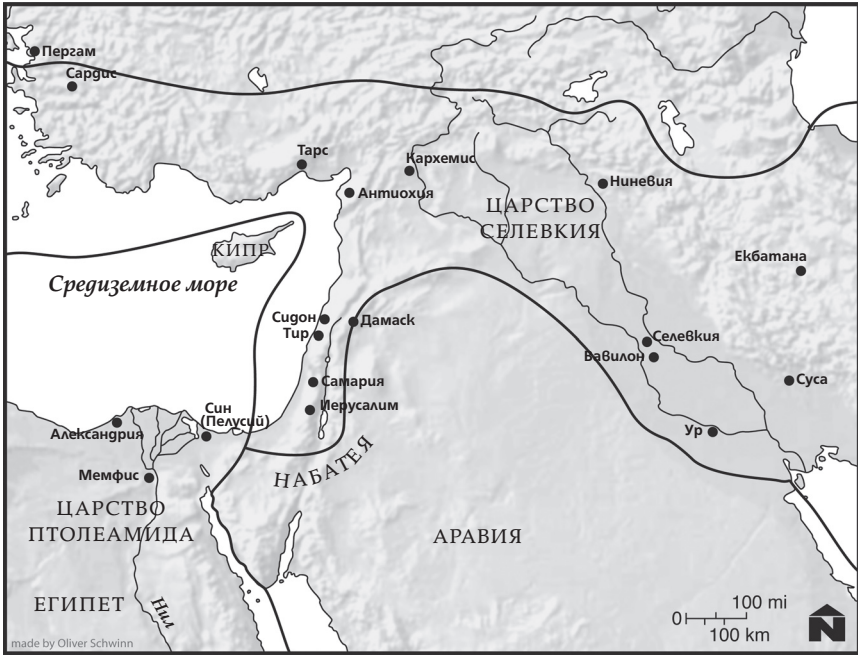 Пергам
Сардис
Тарс
Кархемис
Антиохия
Ниневия
ЦАРСТВО
СЕЛЕВКИЯ
КИПР
Екбатана
Средиземное море
Сидон
Тир
Дамаск
Селевкия
Вавилон
Суса
Самария
Иерусалим
Син
(Пелусий)
Александрия
Ур
Мемфис
НАБАТЕЯ
ЦАРСТВО
ПТОЛЕАМИДА
АРАВИЯ
ЕГИПЕТ
Нил
0 100 mi
100 km
N
made by Oliver Schwinn